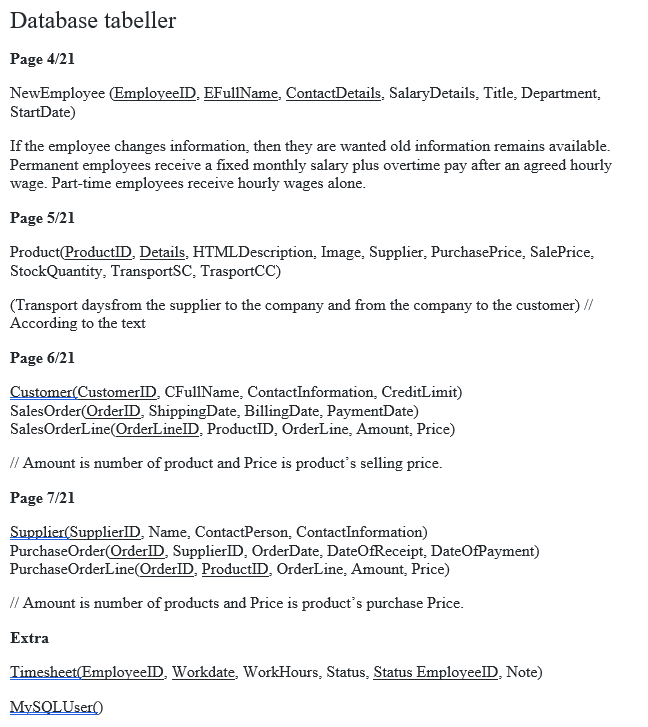 Database tabeller
Page 4/21
NewEmployee (EmployeeID, EFullName, ContactDetails, SalaryDetails, Title, Department,
StartDate)
If the employee changes information, then they are wanted old information remains available.
Permanent employees receive a fixed monthly salary plus overtime pay after an agreed hourly
wage. Part-time employees receive hourly wages alone.
Page 5/21
Product(ProductID, Details, HTMLDescription, Image, Supplier, PurchasePrice, SalePrice,
StockQuantity, TransportSC, TrasportCC)
(Transport daysfrom the supplier to the company and from the company to the customer) //
According to the text
Page 6/21
Customer(CustomerID, CFullName, ContactInformation, CreditLimit)
SalesOrder(OrderID, ShippingDate, BillingDate, PaymentDate)
SalesOrderLine(OrderLineID, ProductID, OrderLine, Amount, Price)
// Amount is number of product and Price is product’s selling price.
Page 7/21
Supplier(SupplierID, Name, ContactPerson, ContactInformation)
PurchaseOrder(OrderID, SupplierID, OrderDate, DateOfReceipt, DateOfPayment)
PurchaseOrderLine(OrderID, ProductID, OrderLine, Amount, Price)
// Amount is number of products and Price is product’s purchase Price.
Extra
Timesheet(EmployeeID, Workdate, WorkHours, Status, Status EmployeeID, Note)
MySQLUser()